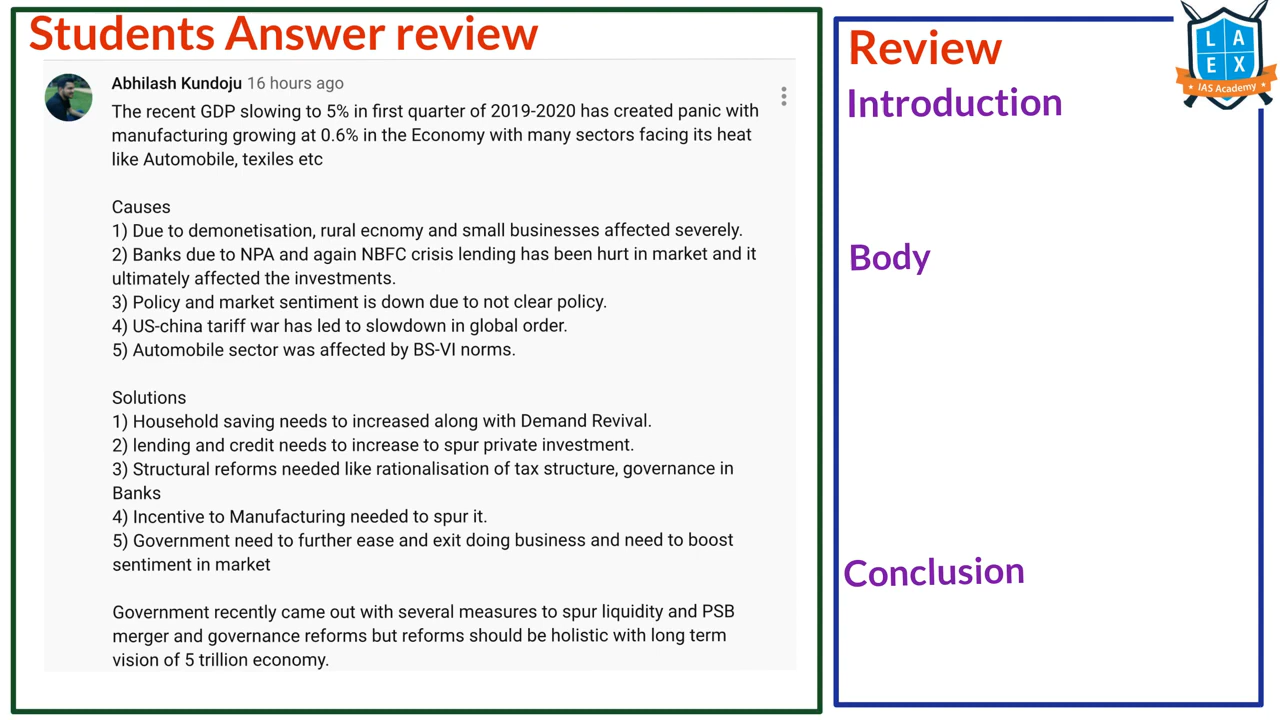 Students Answer review
Abhilash Kundoju 16 hours ago
The recent GDP slowing to 5% in first quarter of 2019-2020 has created panic with
manufacturing growing at 0.6% in the Economy with many sectors facing its heat
like Automobile, texiles etc
Causes
1) Due to demonetisation, rural ecnomy and small businesses affected severely.
2) Banks due to NPA and again NBFC crisis lending has been hurt in market and it
ultimately affected the investments.
3) Policy and market sentiment is down due to not clear policy.
4) US-china tariff war has led to slowdown in global order.
5) Automobile sector was affected by BS-VI norms.
Solutions
1) Household saving needs to increased along with Demand Revival.
2) lending and credit needs to increase to spur private investment.
3) Structural reforms needed like rationalisation of tax structure, governance in
Banks
4) Incentive to Manufacturing needed to spur it.
5) Government need to further ease and exit doing business and need to boost
sentiment in market
Government recently came out with several measures to spur liquidity and PSB
merger and governance reforms but reforms should be holistic with long term
vision of 5 trillion economy.
Review
Introduction
Body
Conclusion
L A
E X
IAS Academy